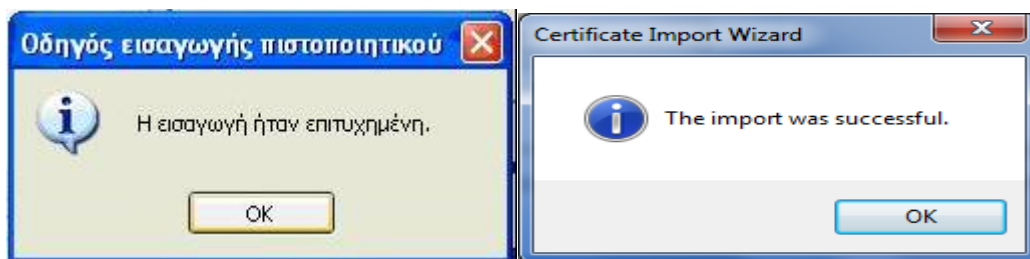 Οδηγός εισαγωγής πιστοποιητικού
Η εισαγωγή ήταν επιτυχημένη.
OK
Certificate Import Wizard
The import was successful.
OK